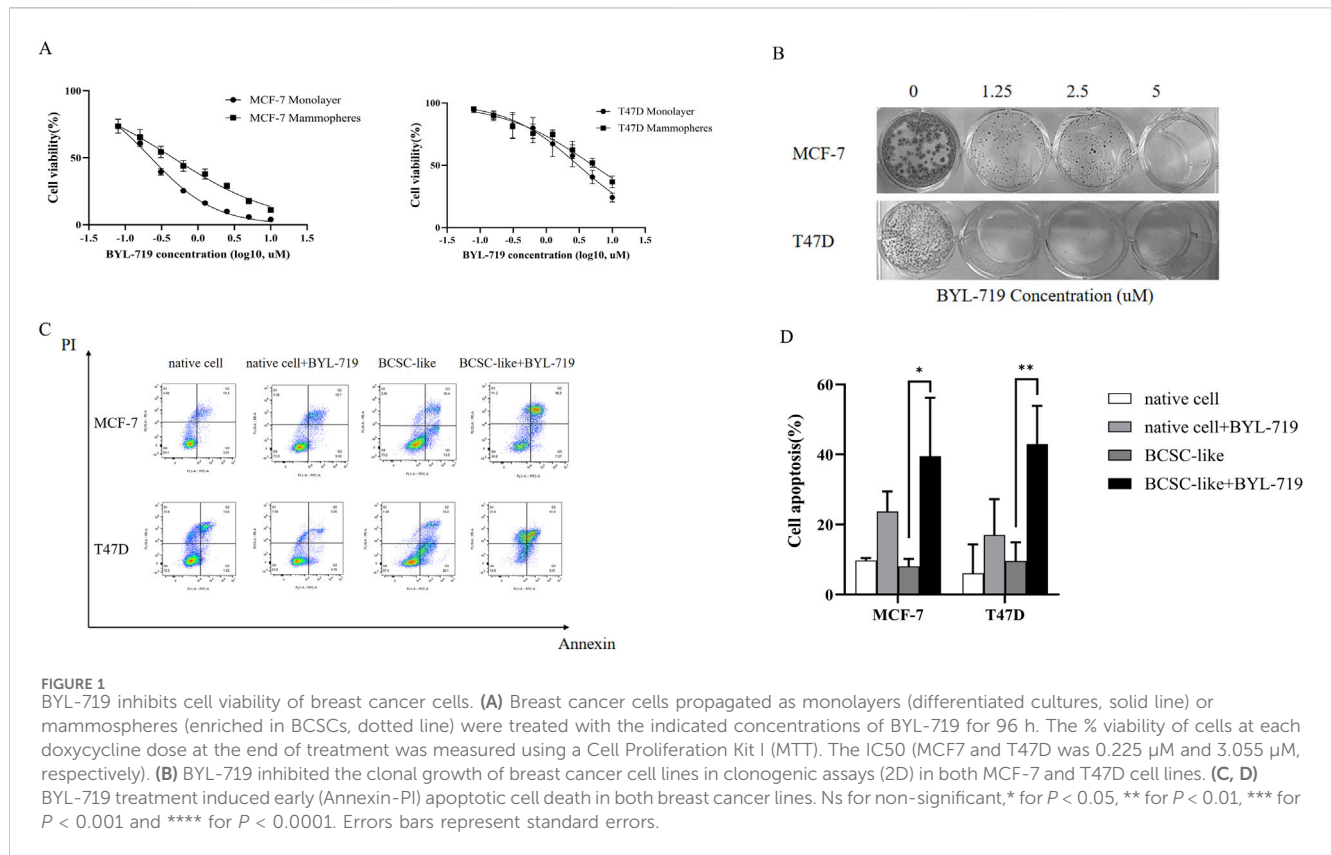 A
100
50
0
Cell viability(%)
MCF-7 Monolayer
MCF-7 Mammopheres
-1.5 -1.0 -0.5 0.0 0.5 1.0 1.5
BYL-719 concentration (log10, uM)
100
50
0
Cell viability(%)
T47D Monolayer
T47D Mammopheres
-1.5 -1.0 -0.5 0.0 0.5 1.0 1.5
BYL-719 concentration (log10, uM)
B
0 1.25 2.5 5
MCF-7
T47D
BYL-719 Concentration (uM)
C
PI
native cell native cell+BYL-719 BCSC-like BCSC-like+BYL-719
MCF-7
T47D
Annexin
D
* **
60
40
20
0
Cell apoptosis(%)
MCF-7 T47D
native cell
native cell+BYL-719
BCSC-like
BCSC-like+BYL-719
FIGURE 1
BYL-719 inhibits cell viability of breast cancer cells. (A) Breast cancer cells propagated as monolayers (differentiated cultures, solid line) or
mammospheres (enriched in BCSCs, dotted line) were treated with the indicated concentrations of BYL-719 for 96 h. The % viability of cells at each
doxycycline dose at the end of treatment was measured using a Cell Proliferation Kit I (MTT). The IC50 (MCF7 and T47D was 0.225 µM and 3.055 µM,
respectively). (B) BYL-719 inhibited the clonal growth of breast cancer cell lines in clonogenic assays (2D) in both MCF-7 and T47D cell lines. (C, D)
BYL-719 treatment induced early (Annexin-PI) apoptotic cell death in both breast cancer lines. Ns for non-significant,* for P < 0.05, ** for P < 0.01, *** for
P < 0.001 and **** for P < 0.0001. Errors bars represent standard errors.